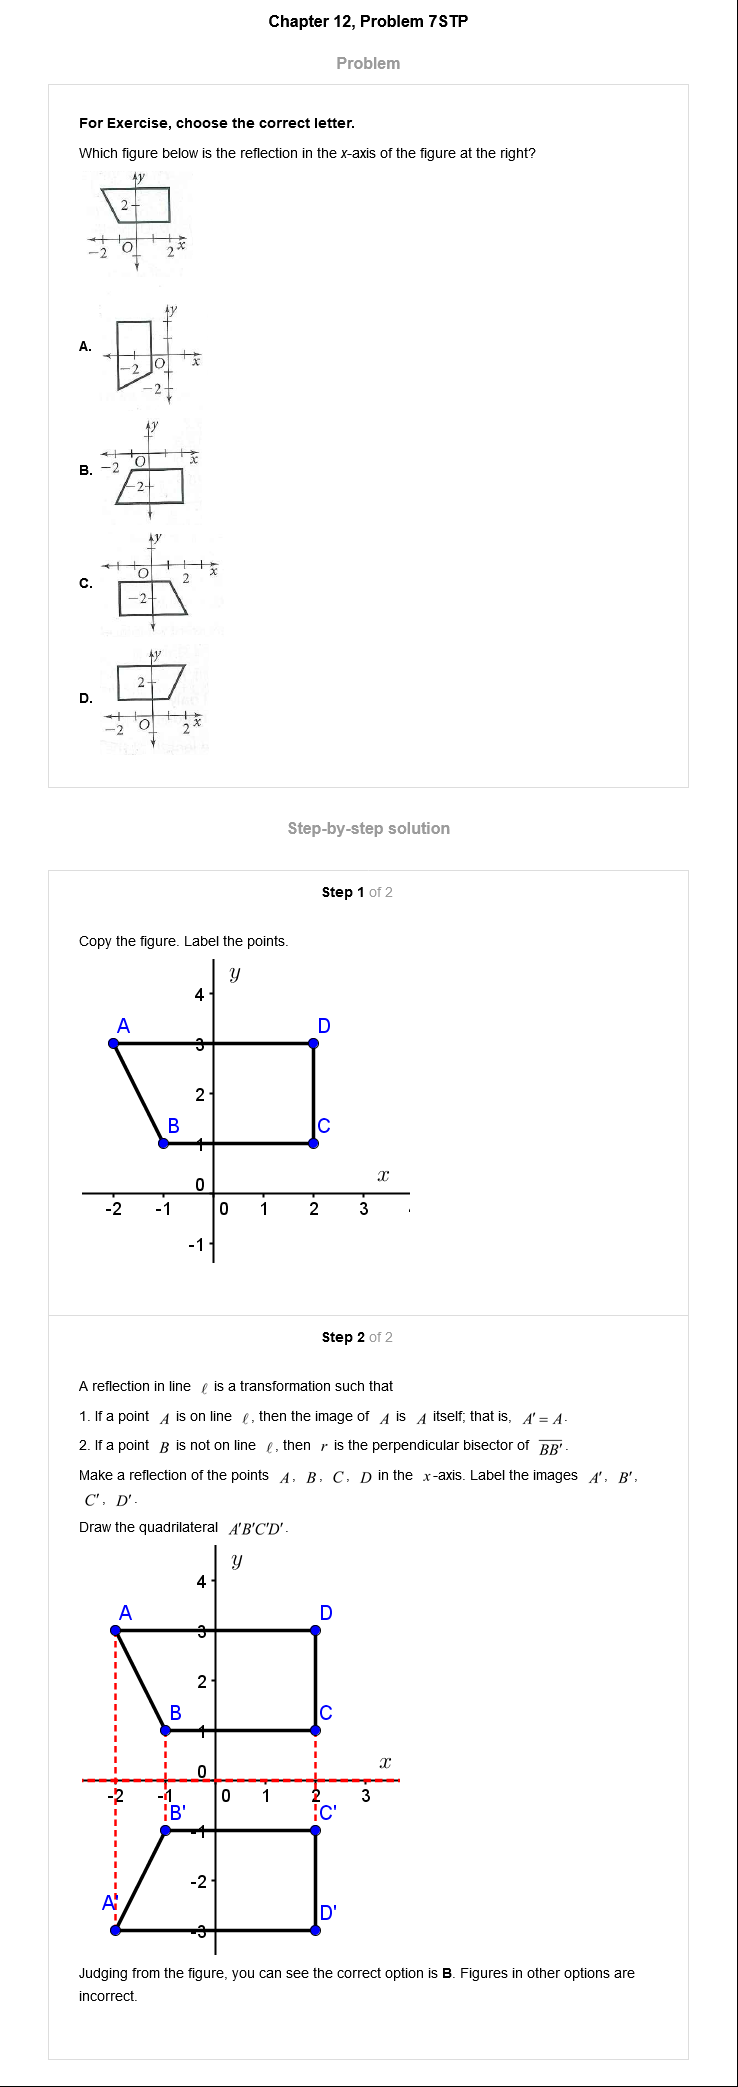 Chapter 12, Problem 7STP
Problem
For Exercise, choose the correct letter.
Which figure below is the reflection in the x-axis of the figure at the right?
y
2
-2 O 2 x
A.
y
-2 O x
-2
B.
y
-2 O x
-2
C.
y
O 2 x
-2
D.
y
2
-2 O 2 x
Step-by-step solution
Step 1 of 2
Copy the figure. Label the points.
y
4
A D
3
2
B C
1
x
0
-2 -1 0 1 2 3
-1
Step 2 of 2
A reflection in line ℓ is a transformation such that
1. If a point A is on line ℓ, then the image of A is A itself; that is, A' = A.
2. If a point B is not on line ℓ, then r is the perpendicular bisector of B̅B̅'̅.
Make a reflection of the points A, B, C, D in the x-axis. Label the images A', B',
C', D'.
Draw the quadrilateral A'B'C'D'.
y
4
A D
3
2
B C
1
x
0
-2 -1 0 1 2 3
B' C'
-1
-2
A' D'
-3
Judging from the figure, you can see the correct option is B. Figures in other options are
incorrect.